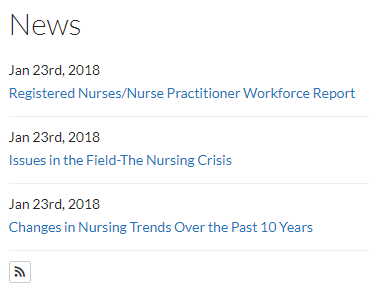 News
Jan 23rd, 2018
Registered Nurses/Nurse Practitioner Workforce Report
Jan 23rd, 2018
Issues in the Field-The Nursing Crisis
Jan 23rd, 2018
Changes in Nursing Trends Over the Past 10 Years